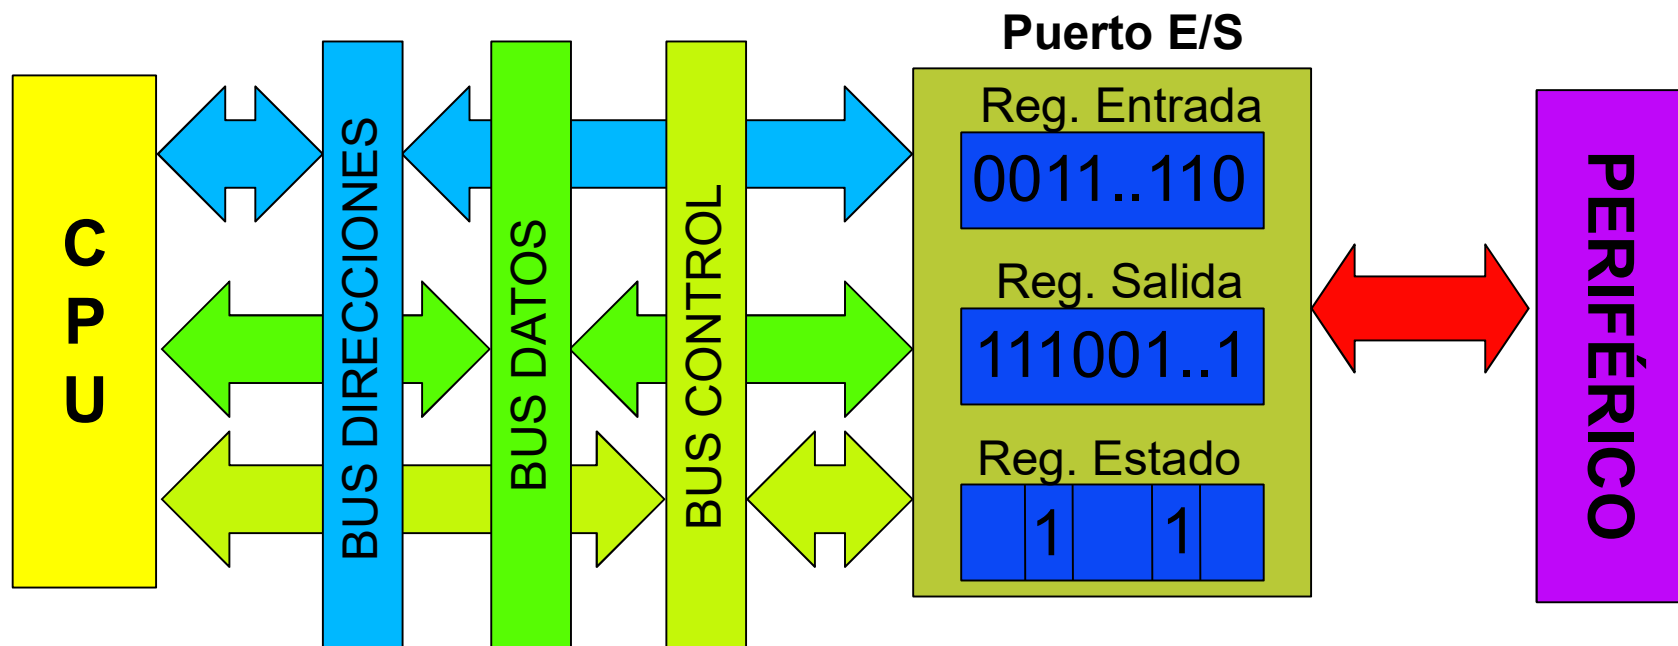 Puerto E/S
CPU
BUS DIRECCIONES
BUS DATOS
BUS CONTROL
Reg. Entrada
0011..110
Reg. Salida
111001..1
Reg. Estado
1 1
PERIFÉRICO